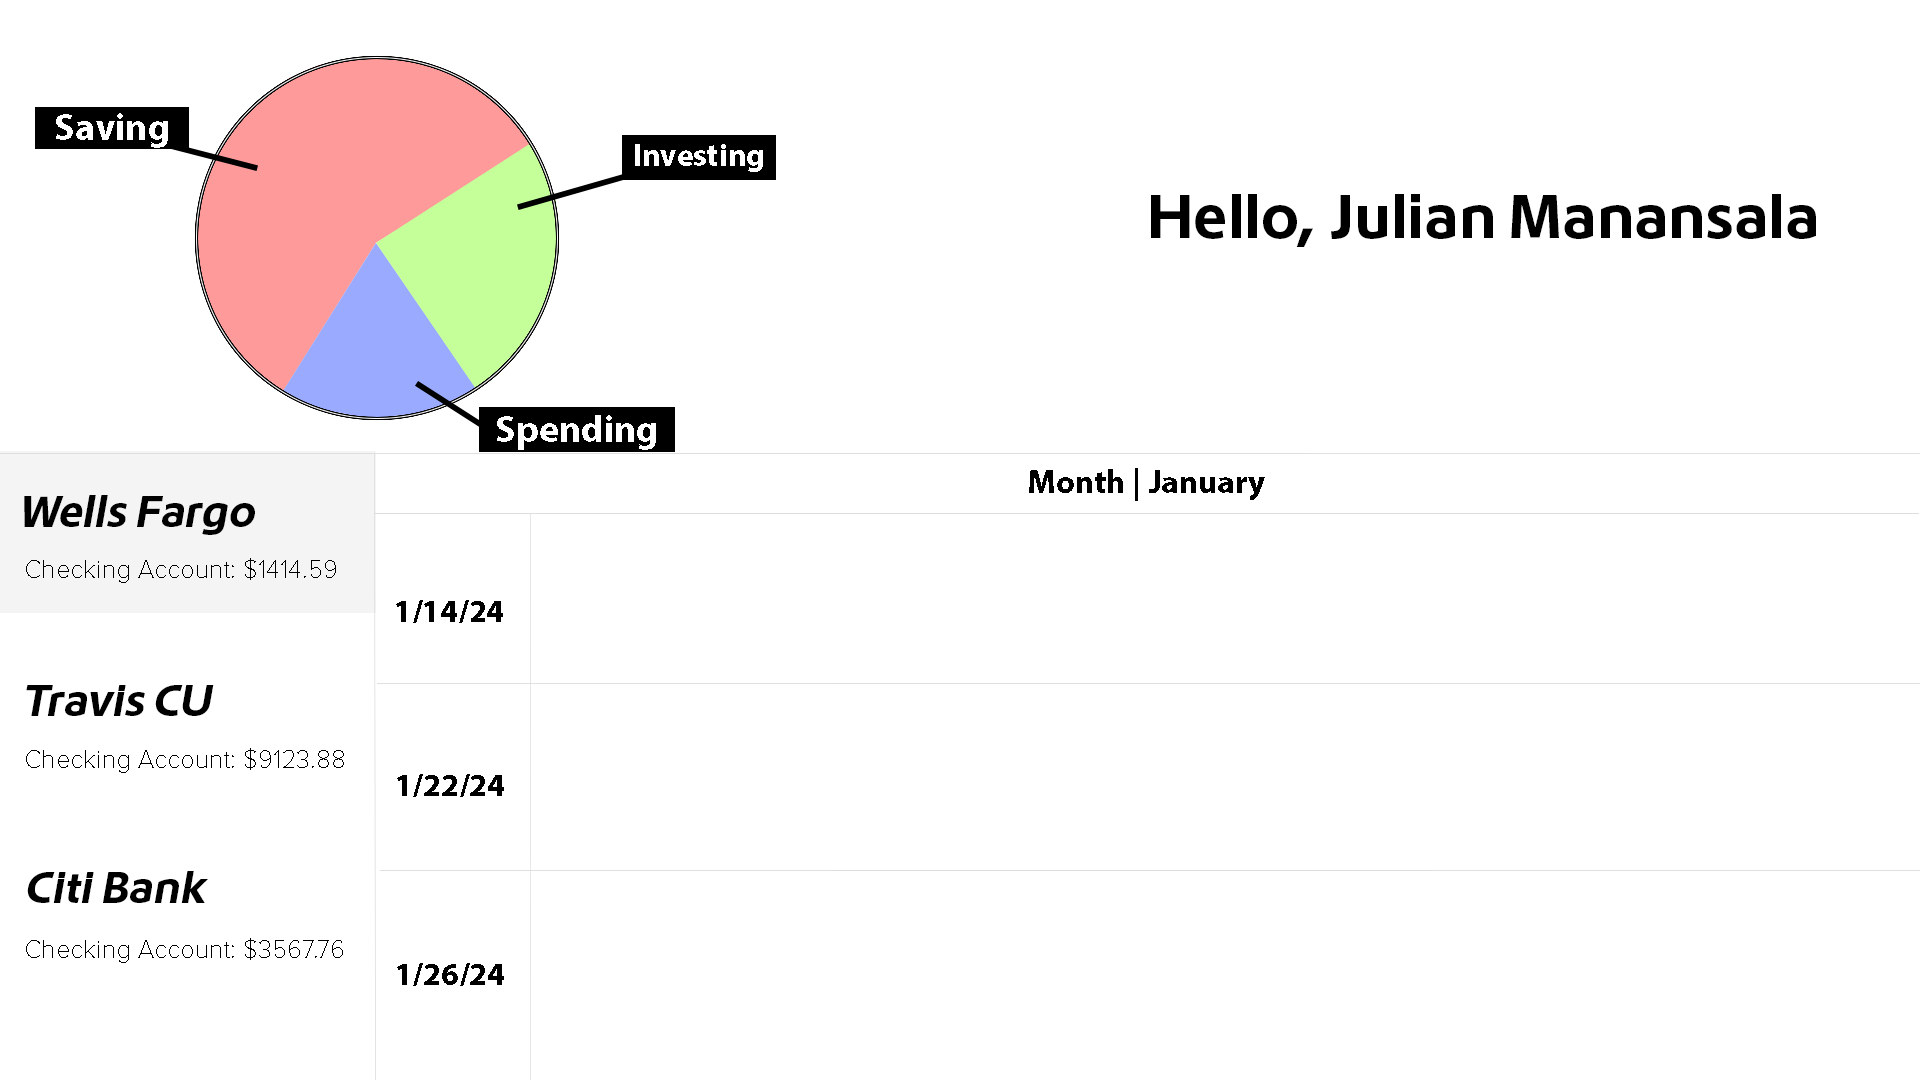 Saving
Investing
Hello, Julian Manansala
Spending
Month | January
Wells Fargo
Checking Account: $1414.59
1/14/24
Travis CU
Checking Account: $9123.88
1/22/24
Citi Bank
Checking Account: $3567.76
1/26/24